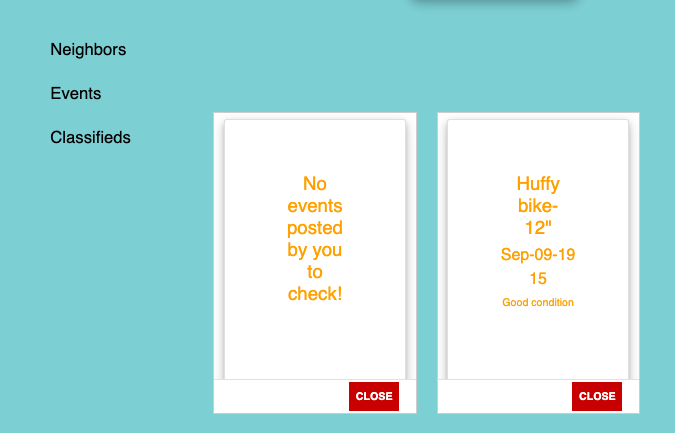 Neighbors
Events
Classifieds
No
events
posted
by you
to
check!
CLOSE
Huffy
bike-
12"
Sep-09-19
15
Good condition
CLOSE